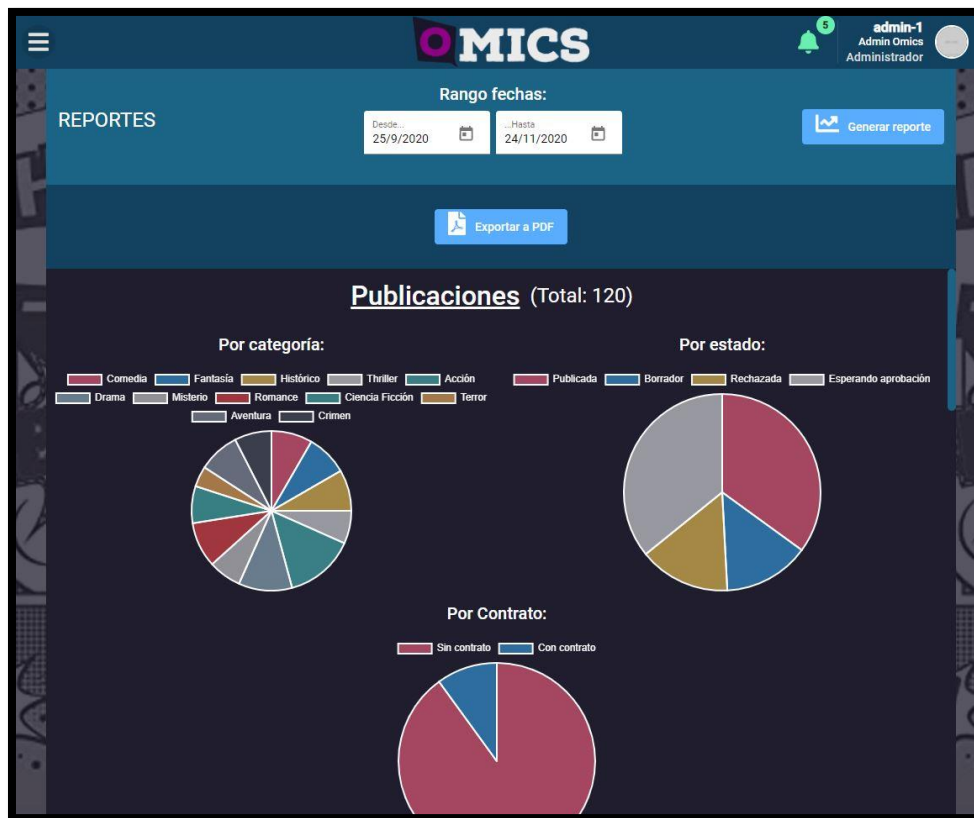 OMICS
5
admin-1
Admin Omics
Administrador
REPORTES
Rango fechas:
Desde...
25/9/2020
...Hasta
24/11/2020
Generar reporte
Exportar a PDF
Publicaciones (Total: 120)
Por categoría:
Comedia Fantasía Histórico Thriller Acción
Drama Misterio Romance Ciencia Ficción Terror
Aventura Crimen
Por estado:
Publicada Borrador Rechazada Esperando aprobación
Por Contrato:
Sin contrato Con contrato